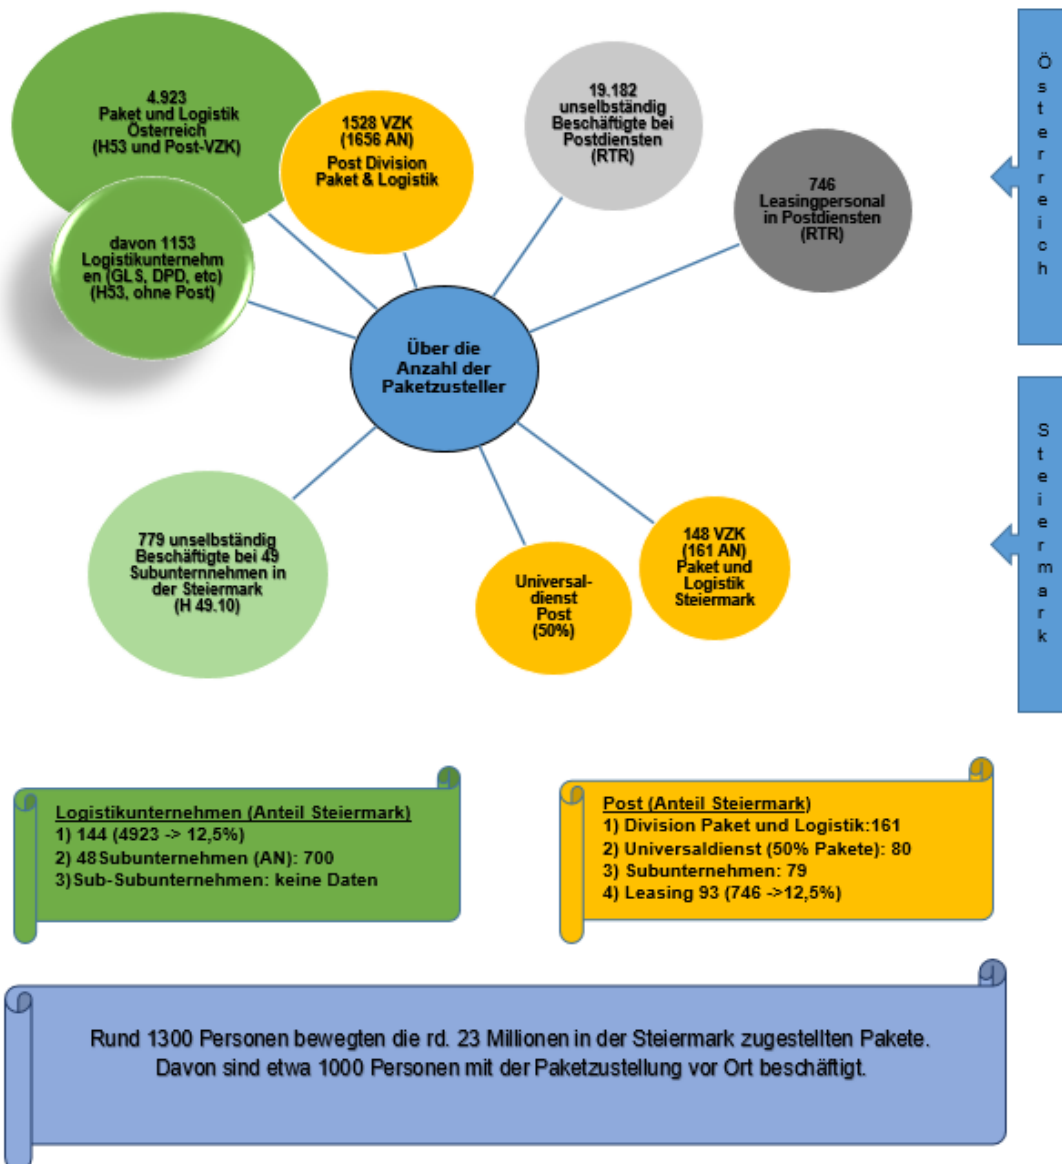 4.923
Paket und Logistik
Österreich
(H53 und Post-VZK)
1528 VZK
(1656 AN)
Post Division
Paket & Logistik
19.182
unselbständig
Beschäftigte bei
Postdiensten
(RTR)
746
Leasingpersonal
in Postdiensten
(RTR)
davon 1153
Logistikunternehm
en (GLS, DPD, etc)
(H53, ohne Post)
Über die
Anzahl der
Paketzusteller
Österreich
779 unselbständig
Beschäftigte bei 49
Subunternnehmen in
der Steiermark
(H 49.10)
Universal-
dienst
Post
(50%)
148 VZK
(161 AN)
Paket und
Logistik
Steiermark
Steiermark
Logistikunternehmen (Anteil Steiermark)
1) 144 (4923 -> 12,5%)
2) 48Subunternehmen (AN): 700
3)Sub-Subunternehmen: keine Daten
Post (Anteil Steiermark)
1) Division Paket und Logistik:161
2) Universaldienst (50% Pakete): 80
3) Subunternehmen: 79
4) Leasing 93 (746 ->12,5%)
Rund 1300 Personen bewegten die rd. 23 Millionen in der Steiermark zugestellten Pakete.
Davon sind etwa 1000 Personen mit der Paketzustellung vor Ort beschäftigt.